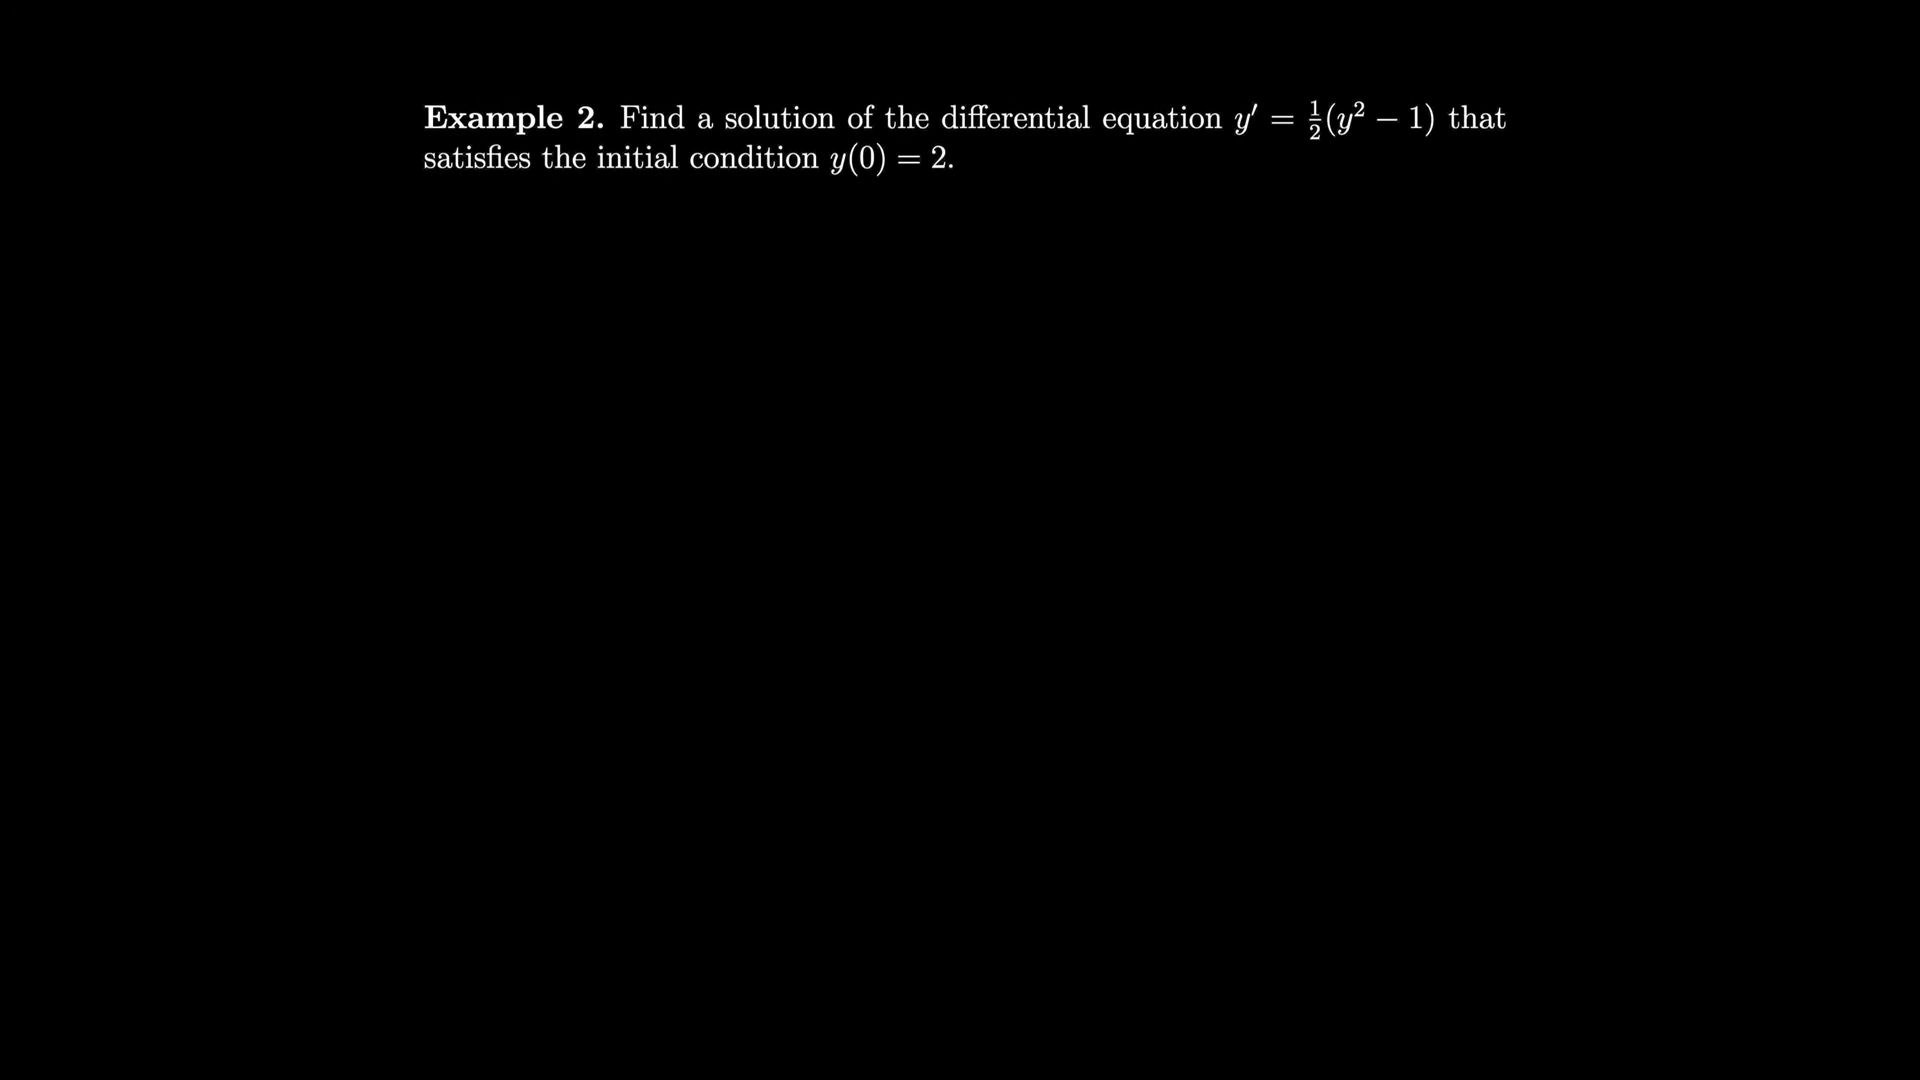 Example 2. Find a solution of the differential equation y′ = ½(y² − 1) that
satisfies the initial condition y(0) = 2.